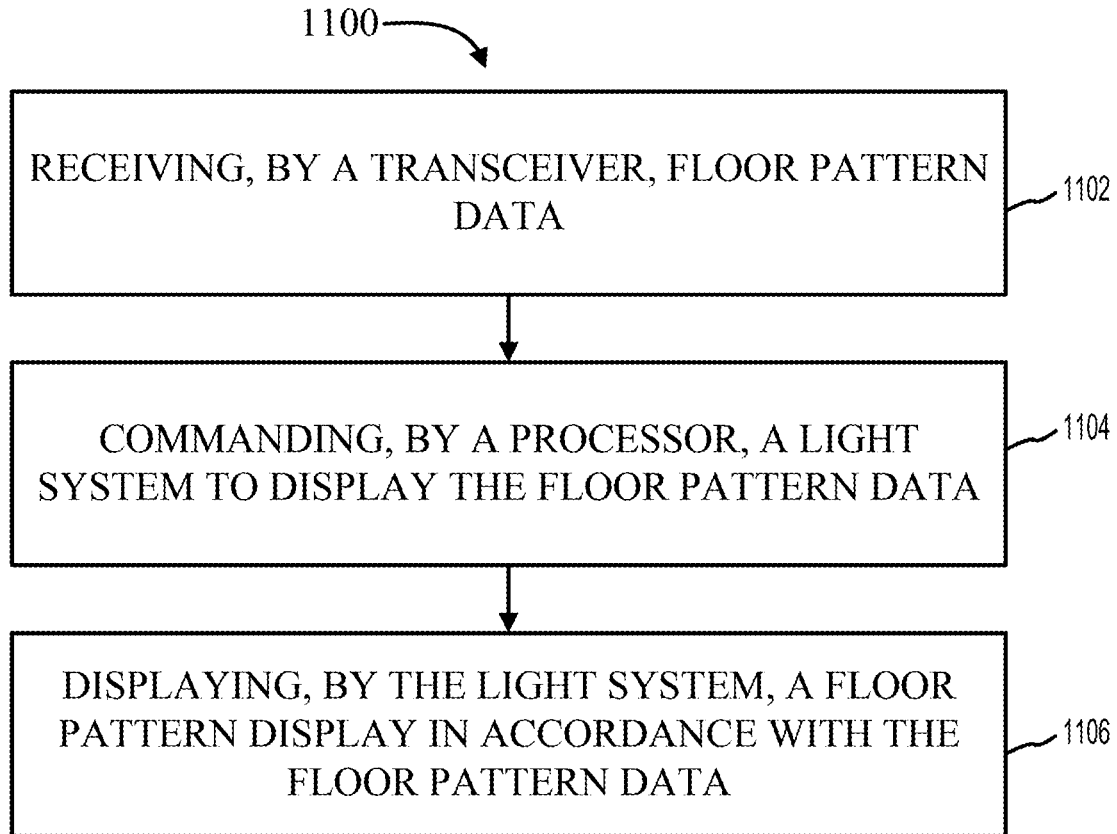 1100
RECEIVING, BY A TRANSCEIVER, FLOOR PATTERN
DATA
1102
COMMANDING, BY A PROCESSOR, A LIGHT
SYSTEM TO DISPLAY THE FLOOR PATTERN DATA
1104
DISPLAYING, BY THE LIGHT SYSTEM, A FLOOR
PATTERN DISPLAY IN ACCORDANCE WITH THE
FLOOR PATTERN DATA
1106